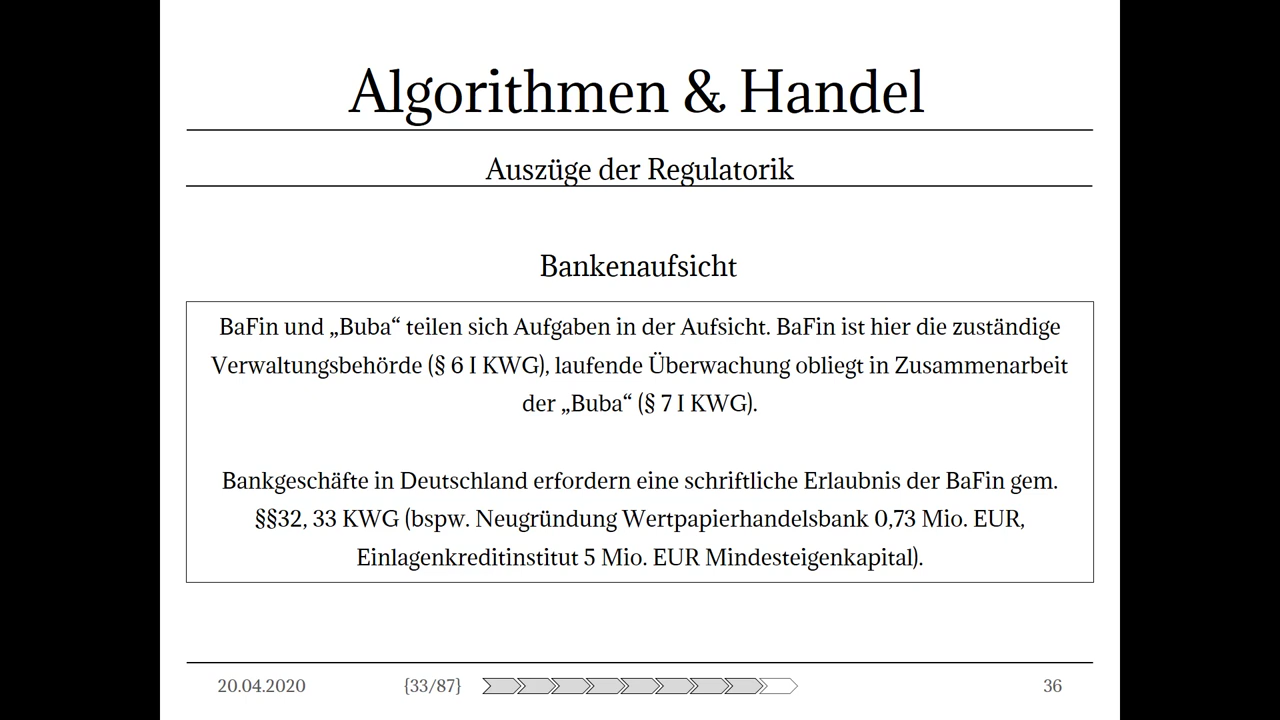 Algorithmen & Handel
Auszüge der Regulatorik
Bankenaufsicht
BaFin und „Buba“ teilen sich Aufgaben in der Aufsicht. BaFin ist hier die zuständige
Verwaltungsbehörde (§ 6 I KWG), laufende Überwachung obliegt in Zusammenarbeit
der „Buba“ (§ 7 I KWG).
Bankgeschäfte in Deutschland erfordern eine schriftliche Erlaubnis der BaFin gem.
§§32, 33 KWG (bspw. Neugründung Wertpapierhandelsbank 0,73 Mio. EUR,
Einlagenkreditinstitut 5 Mio. EUR Mindesteigenkapital).
20.04.2020 {33/87} 36